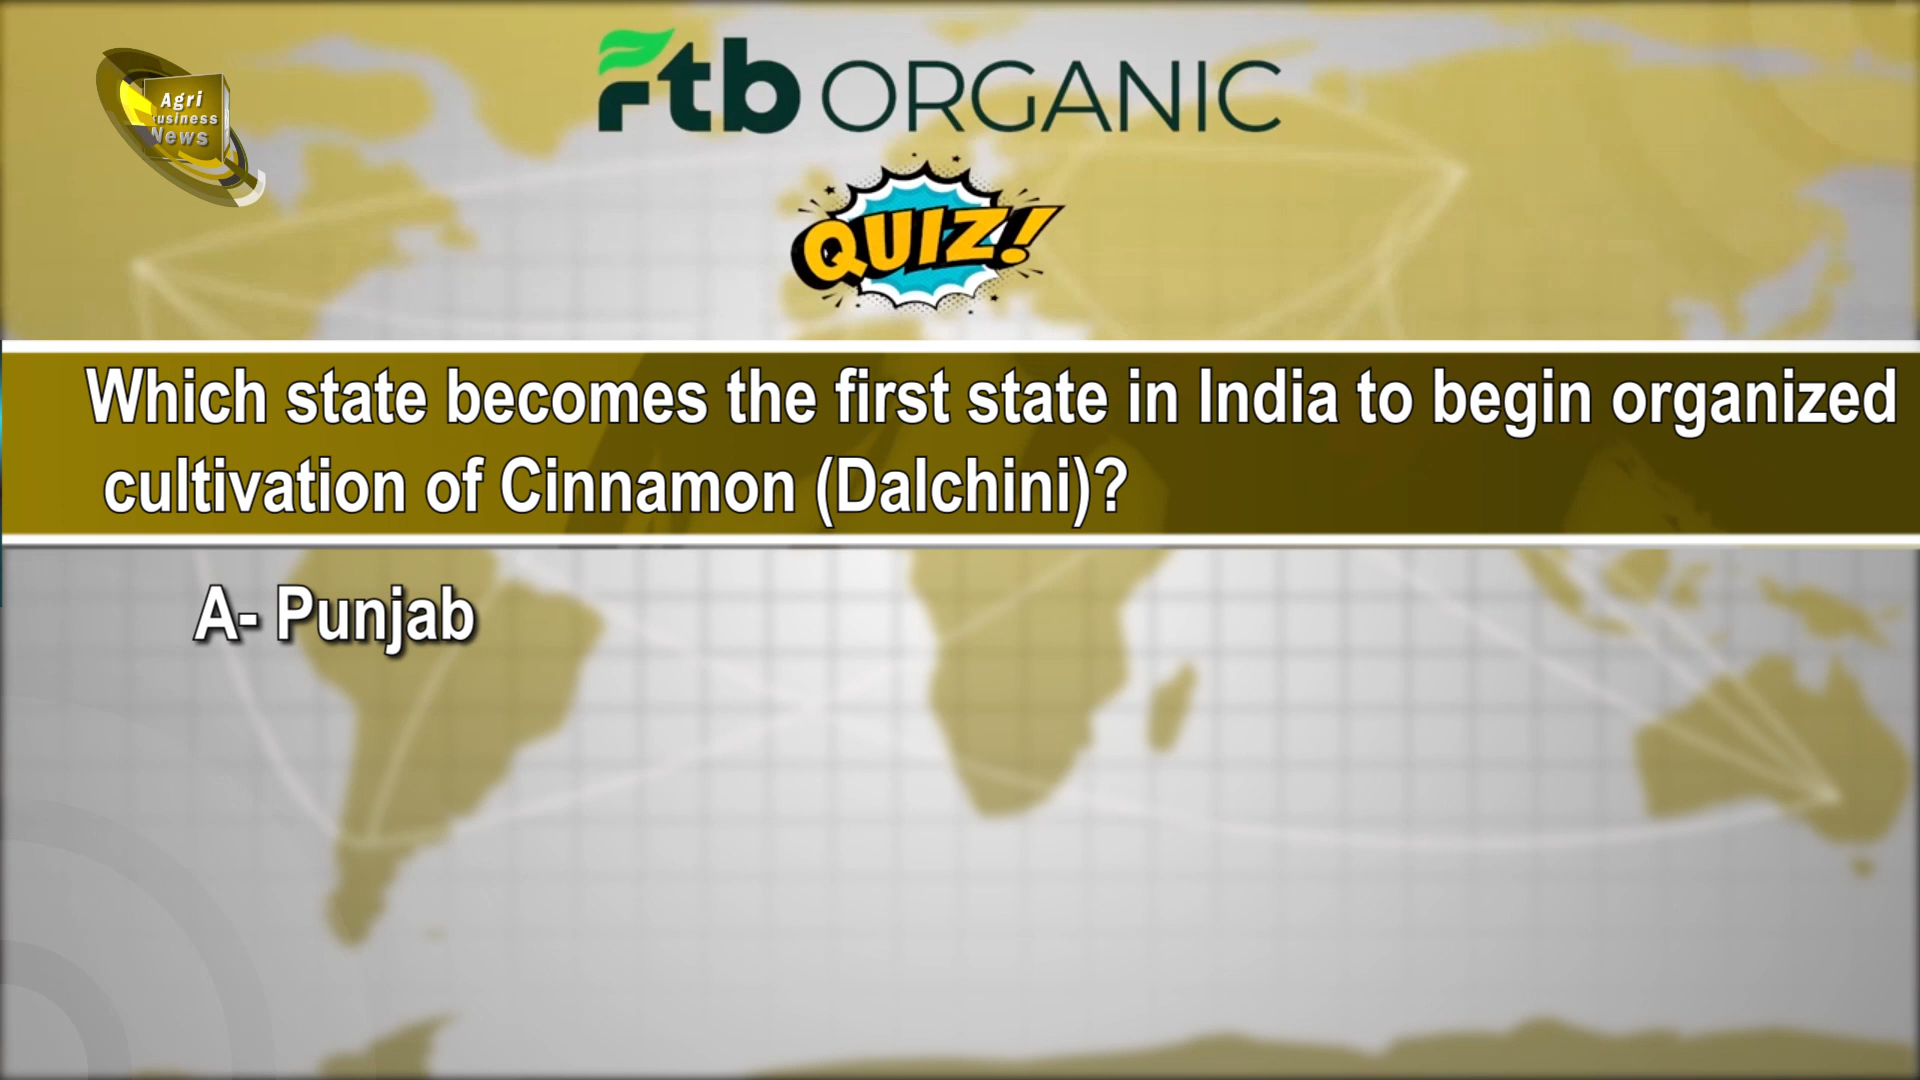 Agri
Business
News
ftb ORGANIC
QUIZ!
Which state becomes the first state in India to begin organized
cultivation of Cinnamon (Dalchini)?
A- Punjab